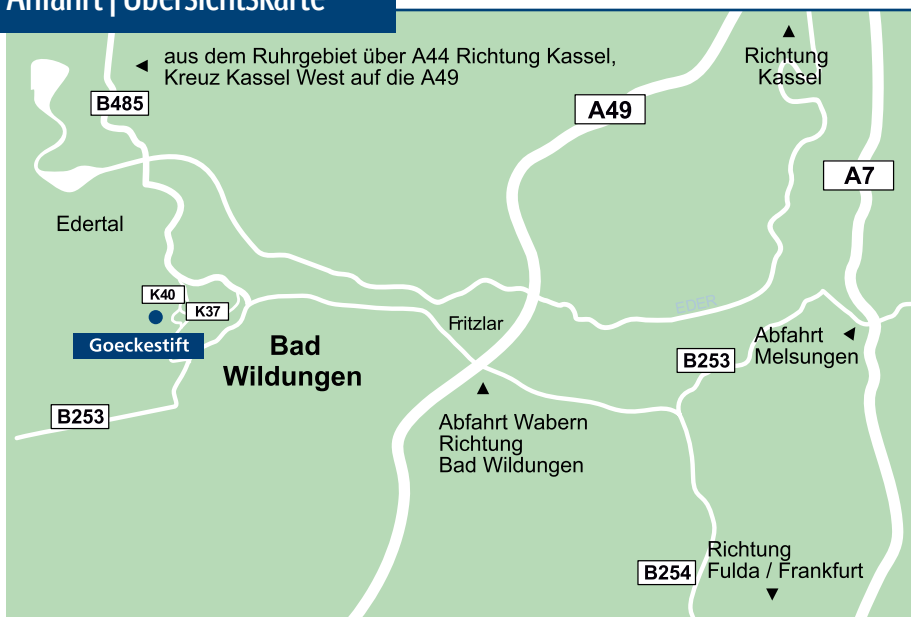 Anfahrt | Übersichtskarte
aus dem Ruhrgebiet über A44 Richtung Kassel,
Kreuz Kassel West auf die A49
Richtung
Kassel
B485
A49
A7
Edertal
K40
K37
Goeckestift
Bad
Wildungen
Fritzlar
EDER
Abfahrt
Melsungen
B253
B253
Abfahrt Wabern
Richtung
Bad Wildungen
B254
Richtung
Fulda / Frankfurt